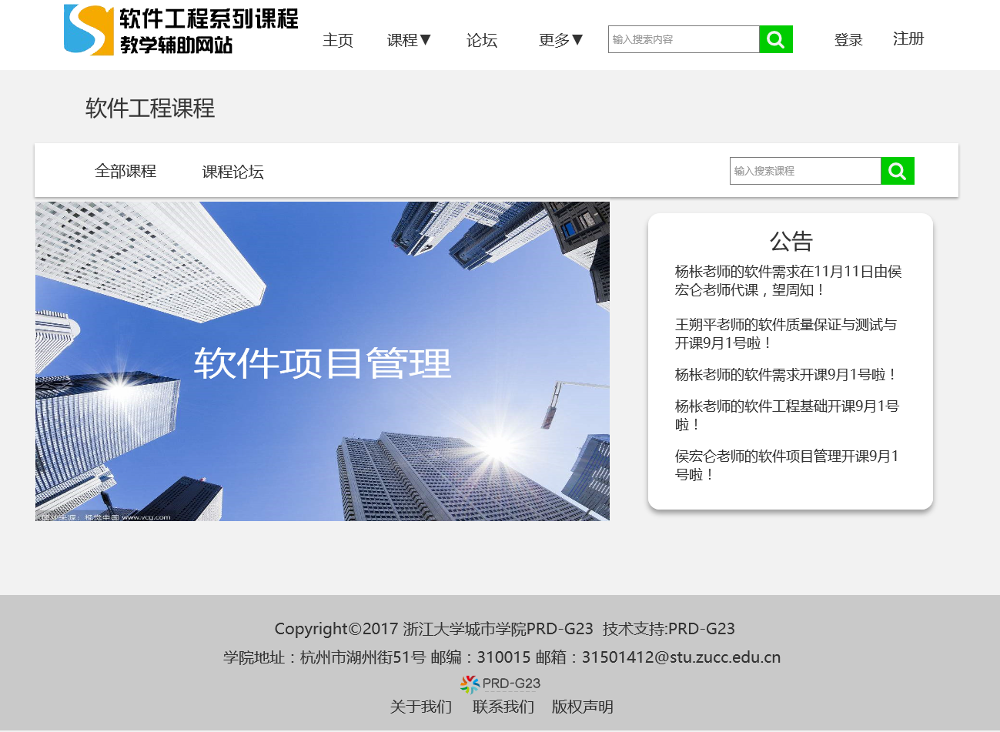 软件工程系列课程
教学辅助网站
主页 课程▼ 论坛 更多▼ 输入搜索内容 登录 注册
软件工程课程
全部课程 课程论坛 输入搜索课程
软件项目管理
图片来源：视觉中国 www.vcg.com
公告
杨枨老师的软件需求在11月11日由侯
宏仑老师代课，望周知！
王朔平老师的软件质量保证与测试与
开课9月1号啦！
杨枨老师的软件需求开课9月1号啦！
杨枨老师的软件工程基础开课9月1号
啦！
侯宏仑老师的软件项目管理开课9月1
号啦！
Copyright©2017 浙江大学城市学院PRD-G23 技术支持:PRD-G23
学院地址：杭州市湖州街51号 邮编：310015 邮箱：31501412@stu.zucc.edu.cn
PRD-G23
关于我们 联系我们 版权声明